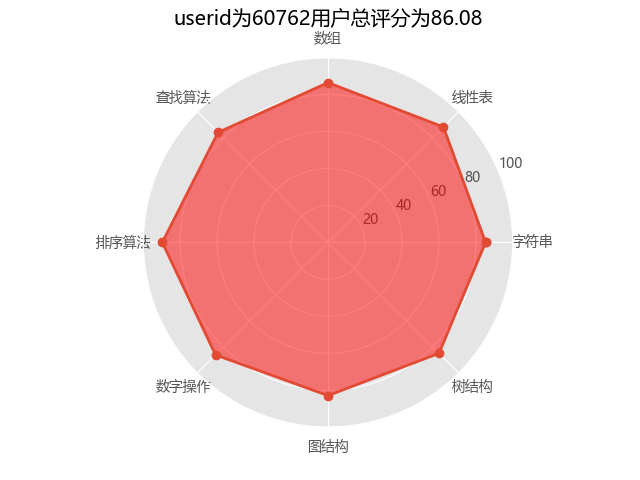 userid为60762用户总评分为86.08
数组
查找算法
线性表
100
80
60
40
20
排序算法
字符串
数字操作
树结构
图结构